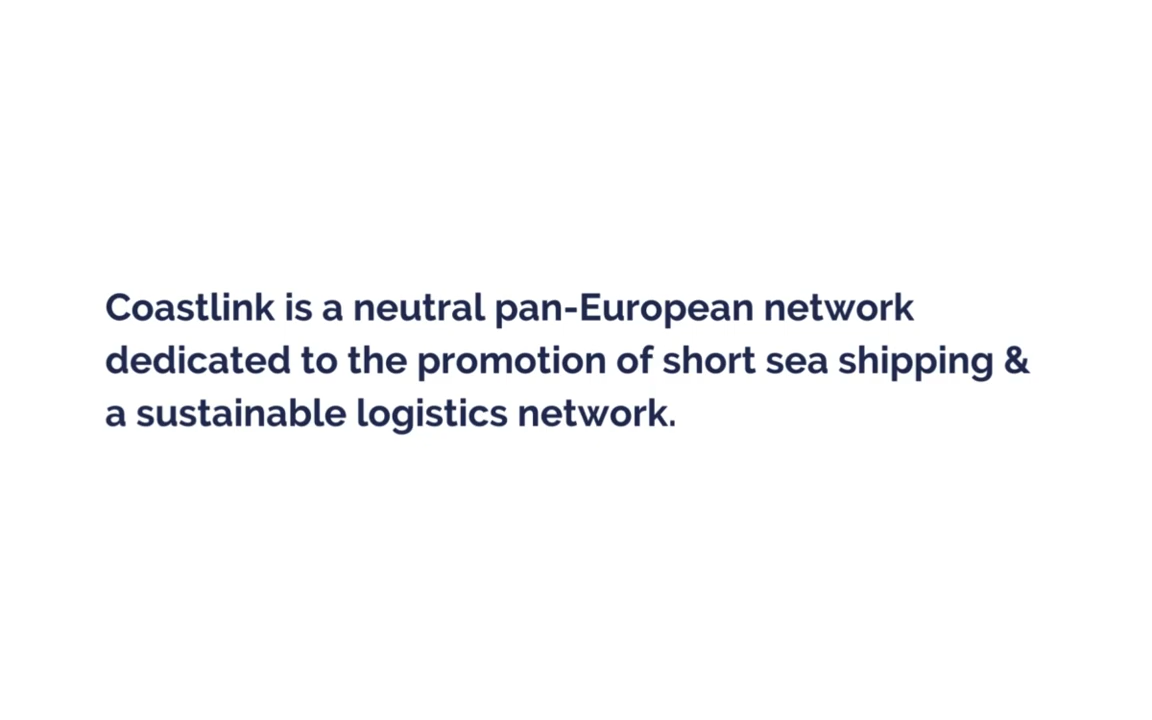 Coastlink is a neutral pan-European network
dedicated to the promotion of short sea shipping &
a sustainable logistics network.